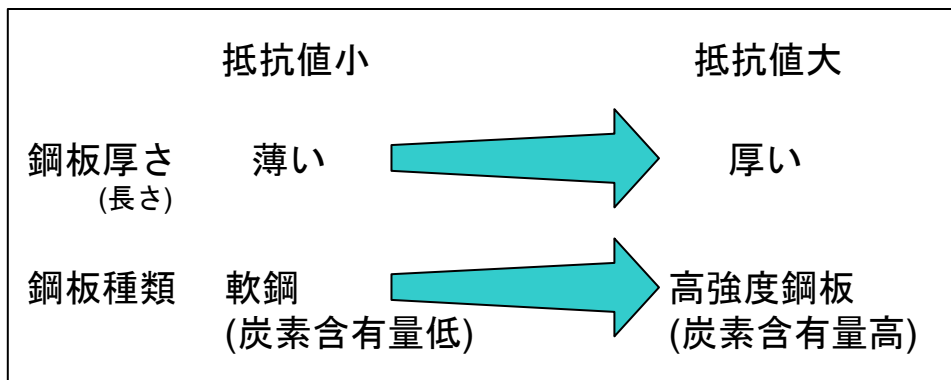 抵抗値小 抵抗値大
鋼板厚さ 薄い 厚い
(長さ)
鋼板種類 軟鋼 高強度鋼板
(炭素含有量低) (炭素含有量高)